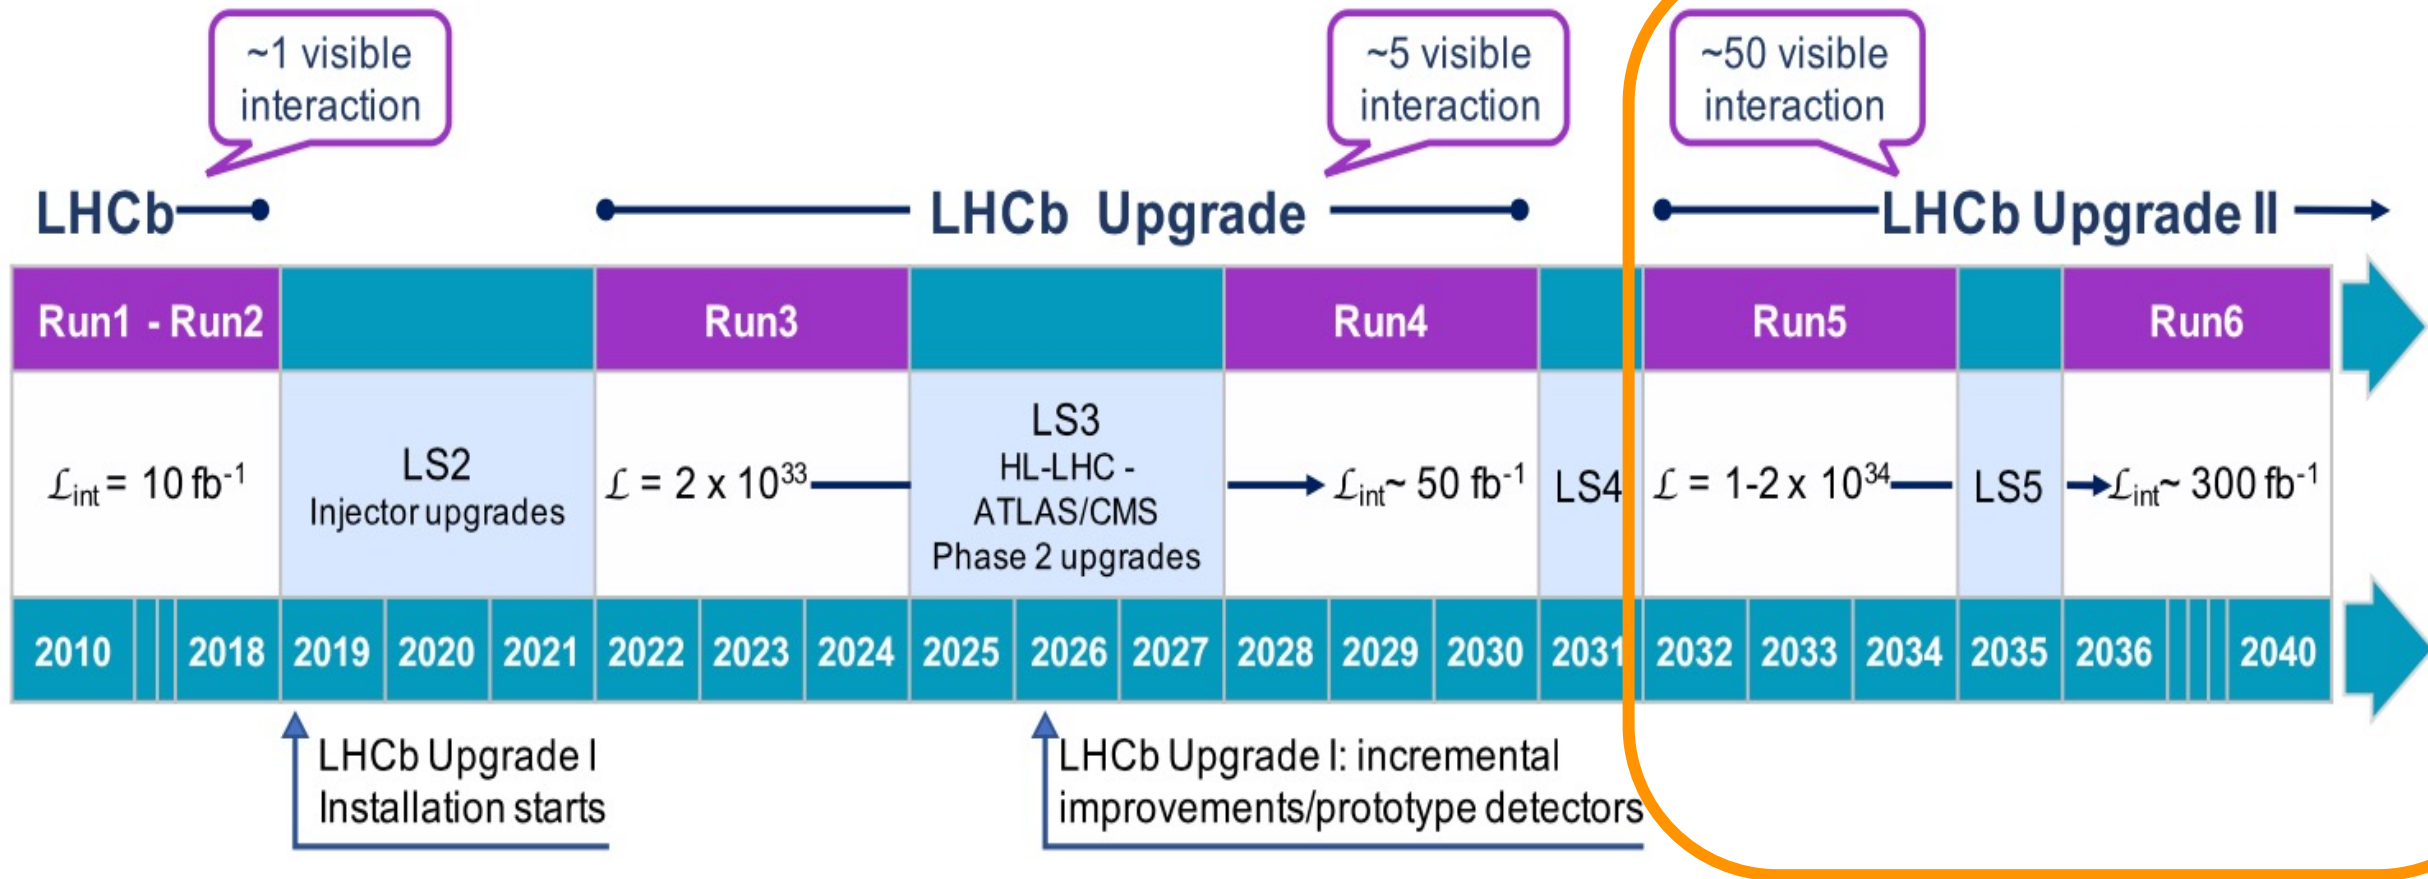 ~1 visible
interaction
~5 visible
interaction
~50 visible
interaction
LHCb
LHCb Upgrade
LHCb Upgrade II
Run1 - Run2
Run3
Run4
Run5
Run6
ℒint = 10 fb-1
LS2
Injector upgrades
ℒ = 2 x 10³³
LS3
HL-LHC -
ATLAS/CMS
Phase 2 upgrades
ℒint~ 50 fb-1
LS4
ℒ = 1-2 x 10³⁴
LS5
ℒint~ 300 fb-1
2010
2018
2019
2020
2021
2022
2023
2024
2025
2026
2027
2028
2029
2030
2031
2032
2033
2034
2035
2036
2040
LHCb Upgrade I
Installation starts
LHCb Upgrade I: incremental
improvements/prototype detectors